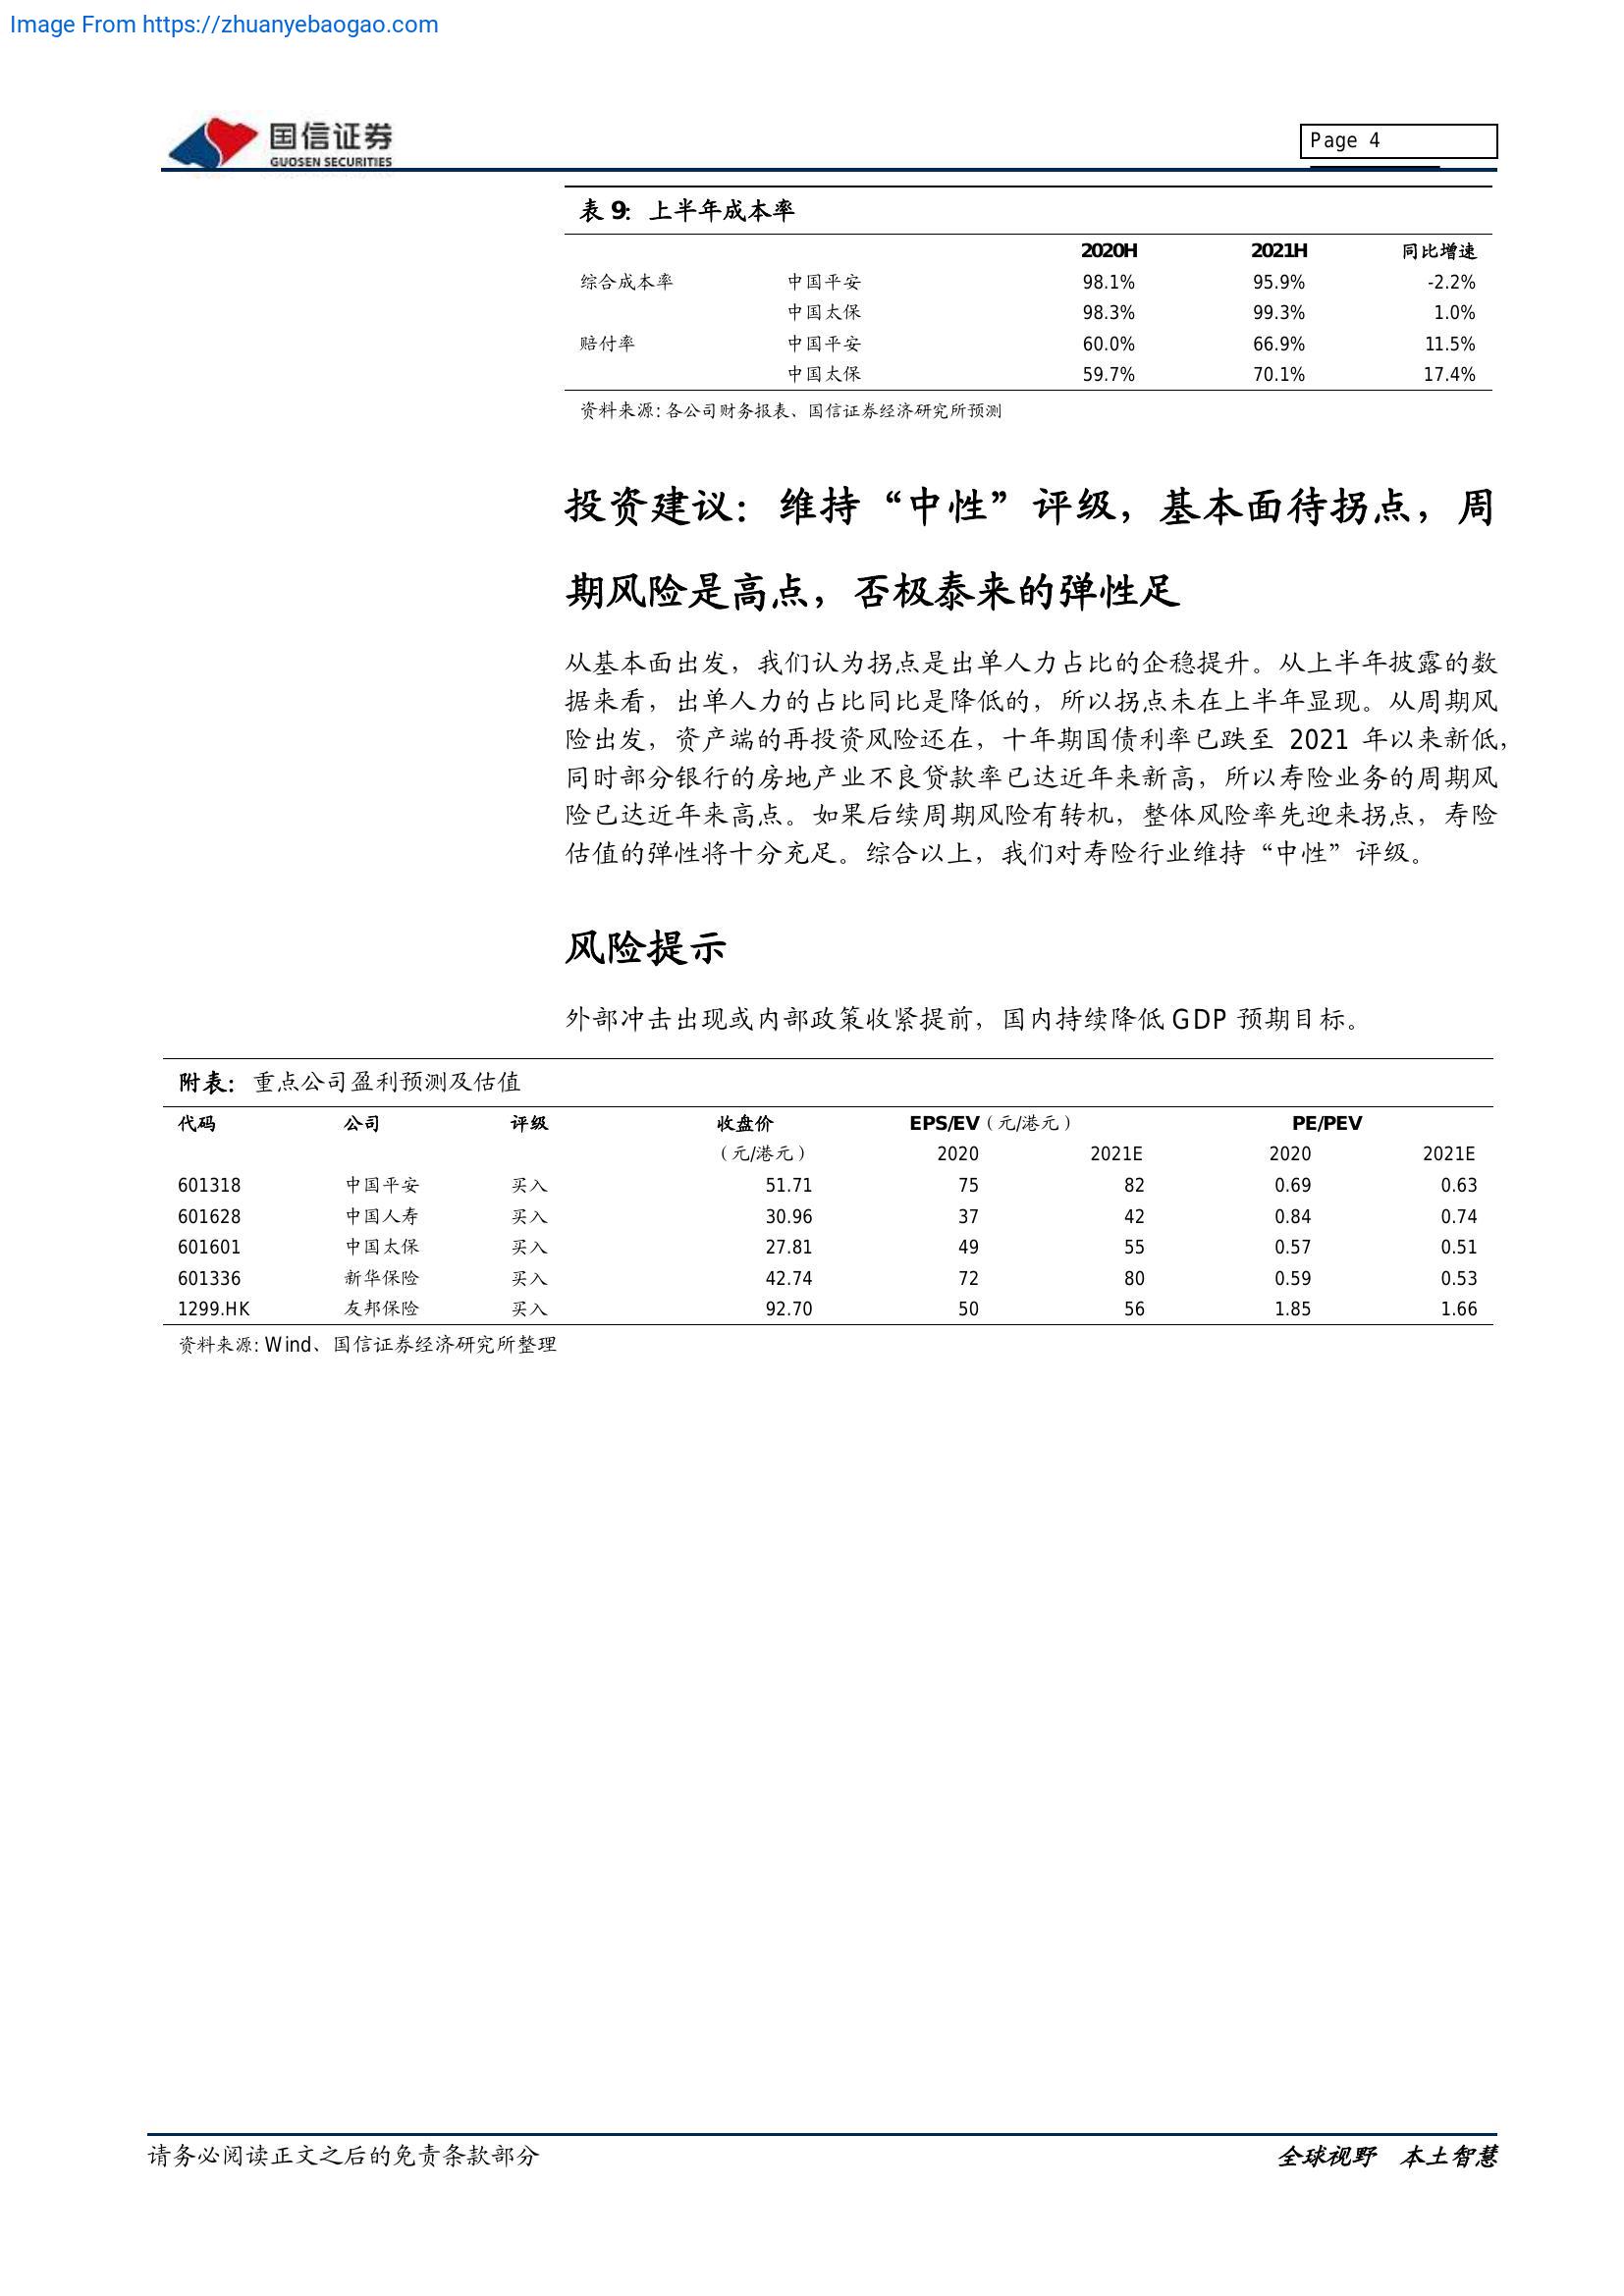 Image From https://zhuanyebaogao.com
国信证券
GUOSEN SECURITIES
Page 4
表 9: 上半年成本率
2020H 2021H 同比增速
综合成本率 中国平安 98.1% 95.9% -2.2%
中国太保 98.3% 99.3% 1.0%
赔付率 中国平安 60.0% 66.9% 11.5%
中国太保 59.7% 70.1% 17.4%
资料来源: 各公司财务报表、国信证券经济研究所预测
投资建议：维持“中性”评级，基本面待拐点，周
期风险是高点，否极泰来的弹性足
从基本面出发，我们认为拐点是出单人力占比的企稳提升。从上半年披露的数
据来看，出单人力的占比同比是降低的，所以拐点未在上半年显现。从周期风
险出发，资产端的再投资风险还在，十年期国债利率已跌至 2021 年以来新低，
同时部分银行的房地产业不良贷款率已达近年来新高，所以寿险业务的周期风
险已达近年来高点。如果后续周期风险有转机，整体风险率先迎来拐点，寿险
估值的弹性将十分充足。综合以上，我们对寿险行业维持“中性”评级。
风险提示
外部冲击出现或内部政策收紧提前，国内持续降低 GDP 预期目标。
附表：重点公司盈利预测及估值
代码 公司 评级 收盘价 EPS/EV（元/港元） PE/PEV
（元/港元） 2020 2021E 2020 2021E
601318 中国平安 买入 51.71 75 82 0.69 0.63
601628 中国人寿 买入 30.96 37 42 0.84 0.74
601601 中国太保 买入 27.81 49 55 0.57 0.51
601336 新华保险 买入 42.74 72 80 0.59 0.53
1299.HK 友邦保险 买入 92.70 50 56 1.85 1.66
资料来源: Wind、国信证券经济研究所整理
请务必阅读正文之后的免责条款部分 全球视野 本土智慧